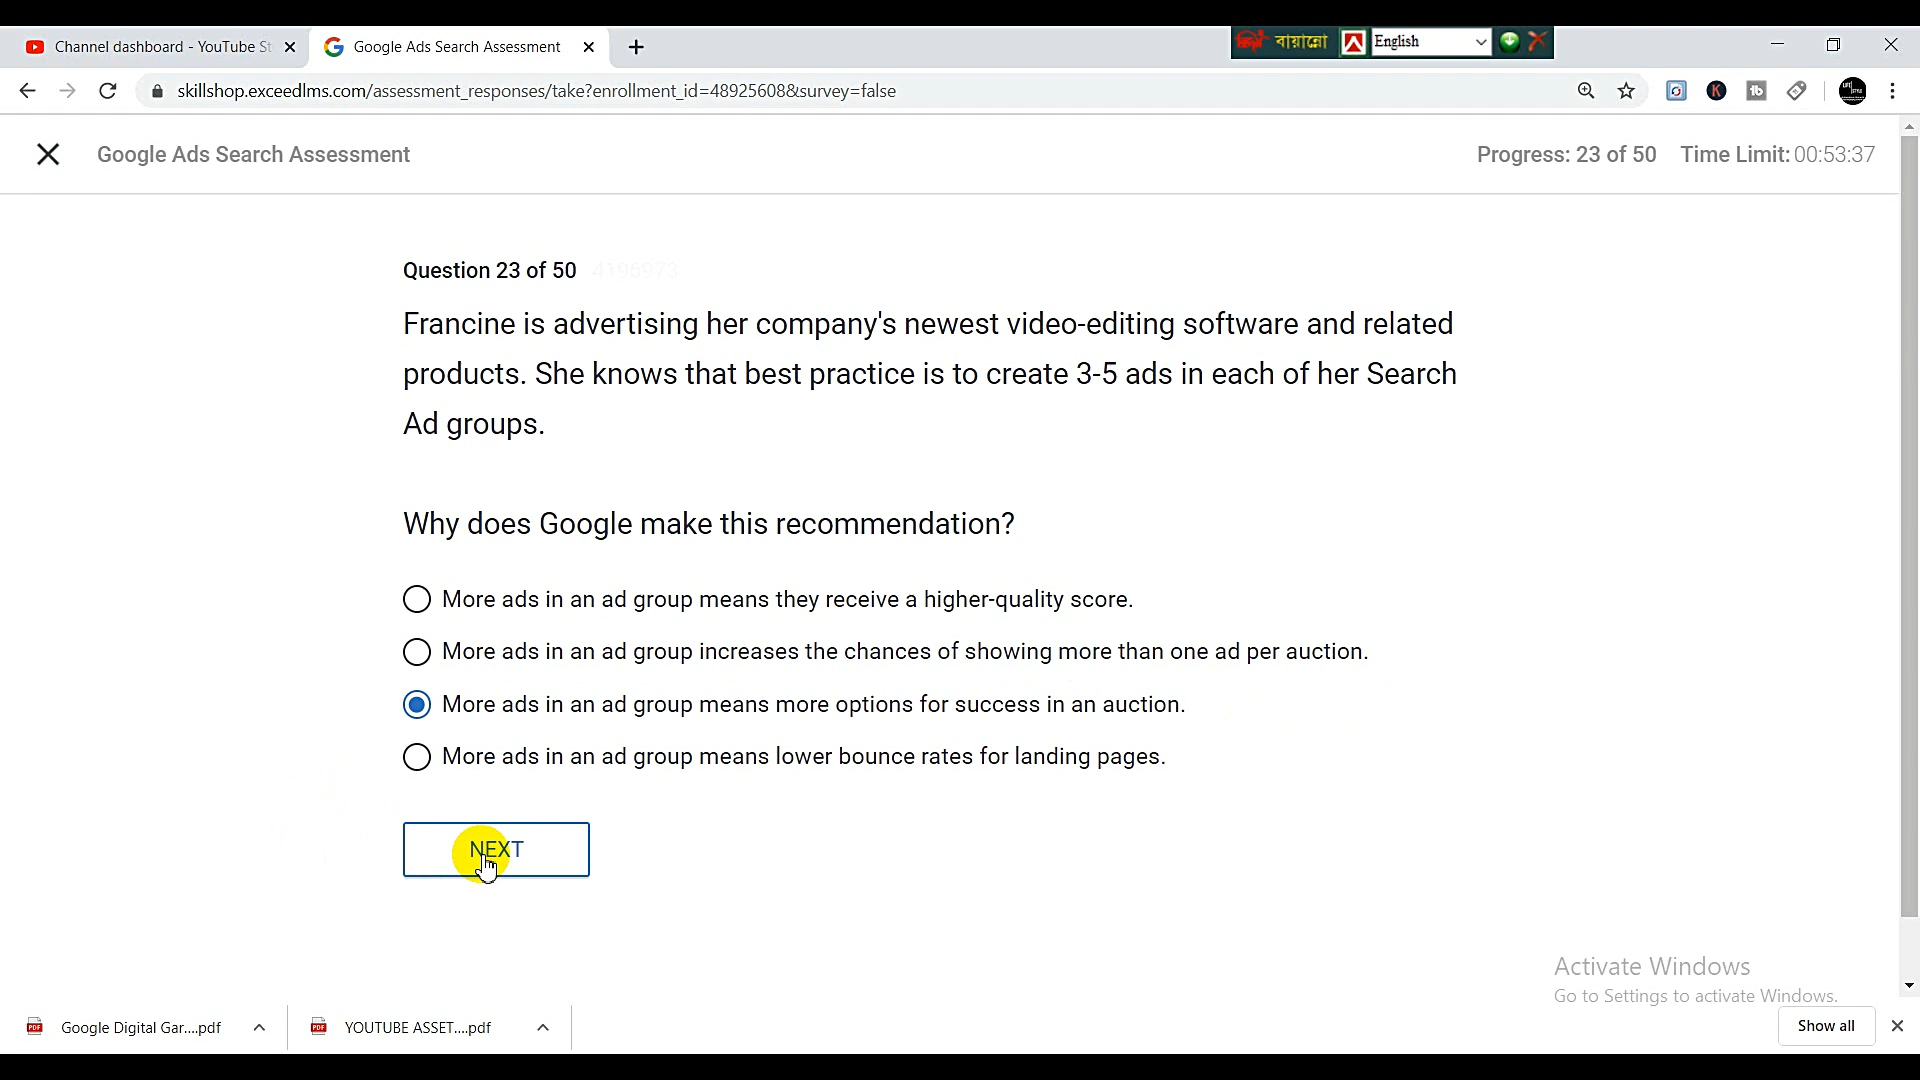 Channel dashboard - YouTube St
Google Ads Search Assessment
বায়ান্নো
English
skillshop.exceedlms.com/assessment_responses/take?enrollment_id=48925608&survey=false
Google Ads Search Assessment
Progress: 23 of 50 Time Limit: 00:53:37
Question 23 of 50 4196973
Francine is advertising her company's newest video-editing software and related
products. She knows that best practice is to create 3-5 ads in each of her Search
Ad groups.
Why does Google make this recommendation?
More ads in an ad group means they receive a higher-quality score.
More ads in an ad group increases the chances of showing more than one ad per auction.
More ads in an ad group means more options for success in an auction.
More ads in an ad group means lower bounce rates for landing pages.
NEXT
Activate Windows
Go to Settings to activate Windows.
Google Digital Gar....pdf
YOUTUBE ASSET....pdf
Show all